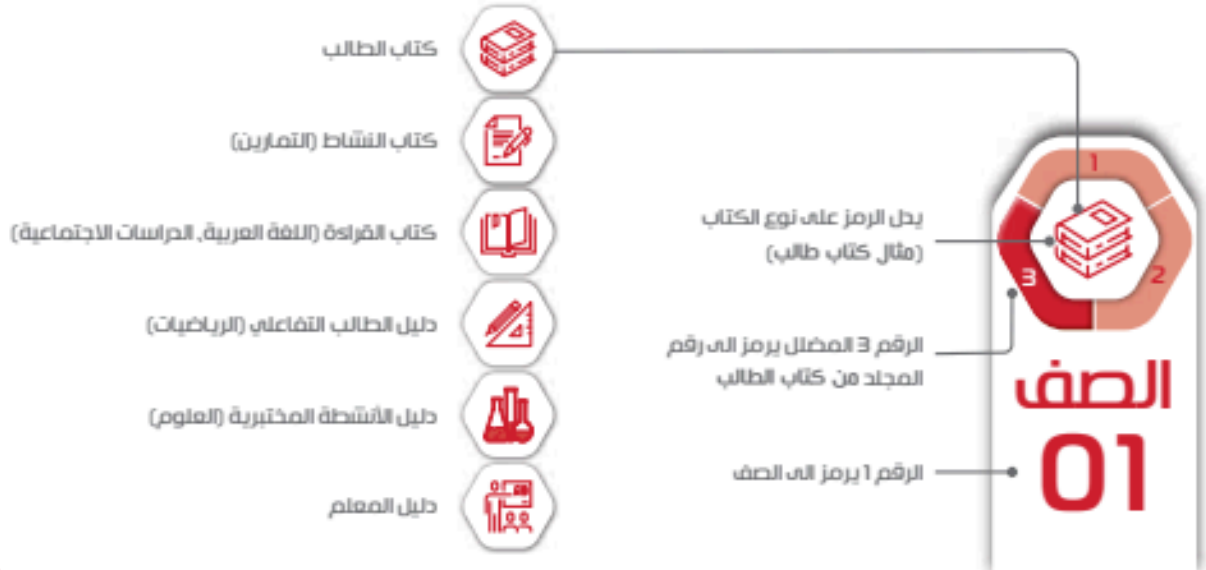 كتاب الطالب
كتاب النشاط (التمارين)
كتاب القراءة (اللغة العربية, الدراسات الاجتماعية)
دليل الطالب التفاعلي (الرياضيات)
دليل الأنشطة المختبرية (العلوم)
دليل المعلم
1
2
3
الصف
01
يدل الرمز على نوع الكتاب
(مثال كتاب طالب)
الرقم 3 المضلل يرمز الى رقم
المجلد من كتاب الطالب
الرقم 1 يرمز الى الصف